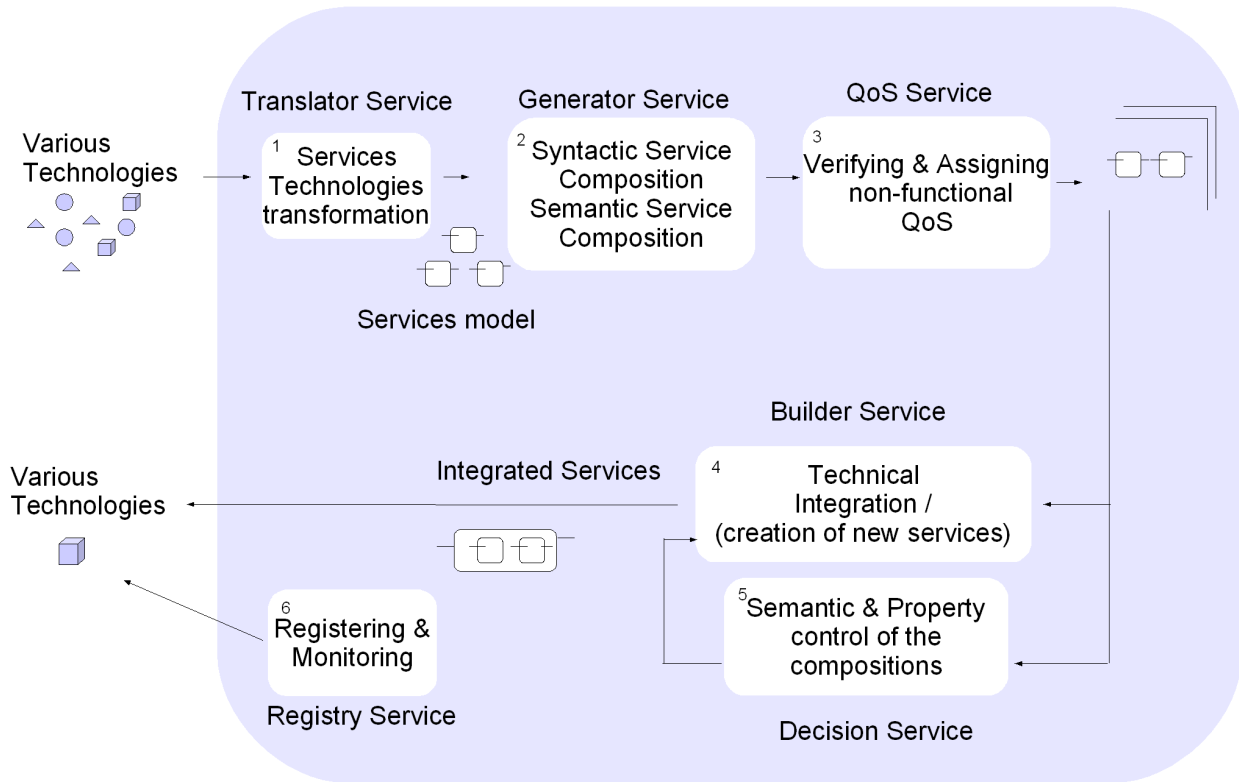 Translator Service
Generator Service
QoS Service
Various
Technologies
1
Services
Technologies
transformation
2
Syntactic Service
Composition
Semantic Service
Composition
3
Verifying & Assigning
non-functional
QoS
Services model
Builder Service
Various
Technologies
Integrated Services
4
Technical
Integration /
(creation of new services)
5
Semantic & Property
control of the
compositions
6
Registering &
Monitoring
Registry Service
Decision Service